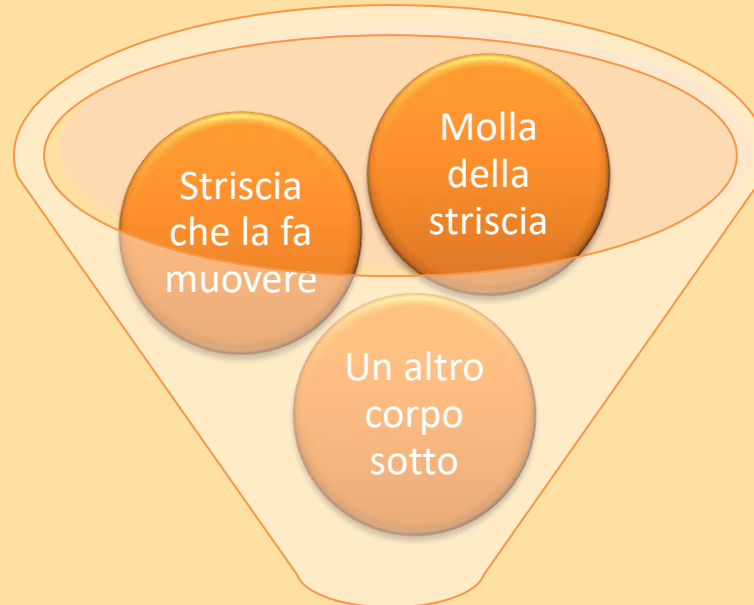 Striscia
che la fa
muovere
Molla
della
striscia
Un altro
corpo
sotto